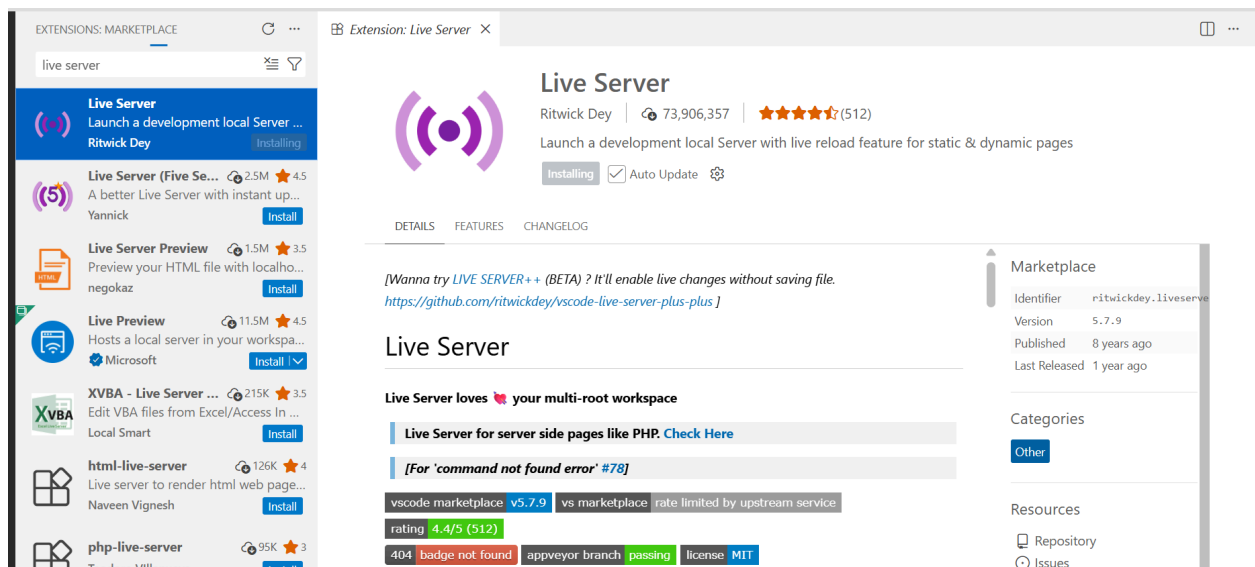 EXTENSIONS: MARKETPLACE
live server
Live Server
Launch a development local Server ...
Ritwick Dey
Installing
Live Server (Five Se... 2.5M 4.5
A better Live Server with instant up...
Yannick
Install
Live Server Preview 1.5M 3.5
Preview your HTML file with localho...
negokaz
Install
Live Preview 11.5M 4.5
Hosts a local server in your workspa...
Microsoft
Install
XVBA - Live Server ... 215K 3.5
Edit VBA files from Excel/Access In ...
Local Smart
Install
html-live-server 126K 4
Live server to render html web page...
Naveen Vignesh
Install
php-live-server 95K 3
Extension: Live Server
Live Server
Ritwick Dey 73,906,357 (512)
Launch a development local Server with live reload feature for static & dynamic pages
Installing Auto Update
DETAILS FEATURES CHANGELOG
[Wanna try LIVE SERVER++ (BETA) ? It'll enable live changes without saving file.
https://github.com/ritwickdey/vscode-live-server-plus-plus ]
Live Server
Live Server loves 💘 your multi-root workspace
Live Server for server side pages like PHP. Check Here
[For 'command not found error' #78]
vscode marketplace v5.7.9 vs marketplace rate limited by upstream service
rating 4.4/5 (512)
404 badge not found appveyor branch passing license MIT
Marketplace
Identifier ritwickdey.liveserve
Version 5.7.9
Published 8 years ago
Last Released 1 year ago
Categories
Other
Resources
Repository
Issues